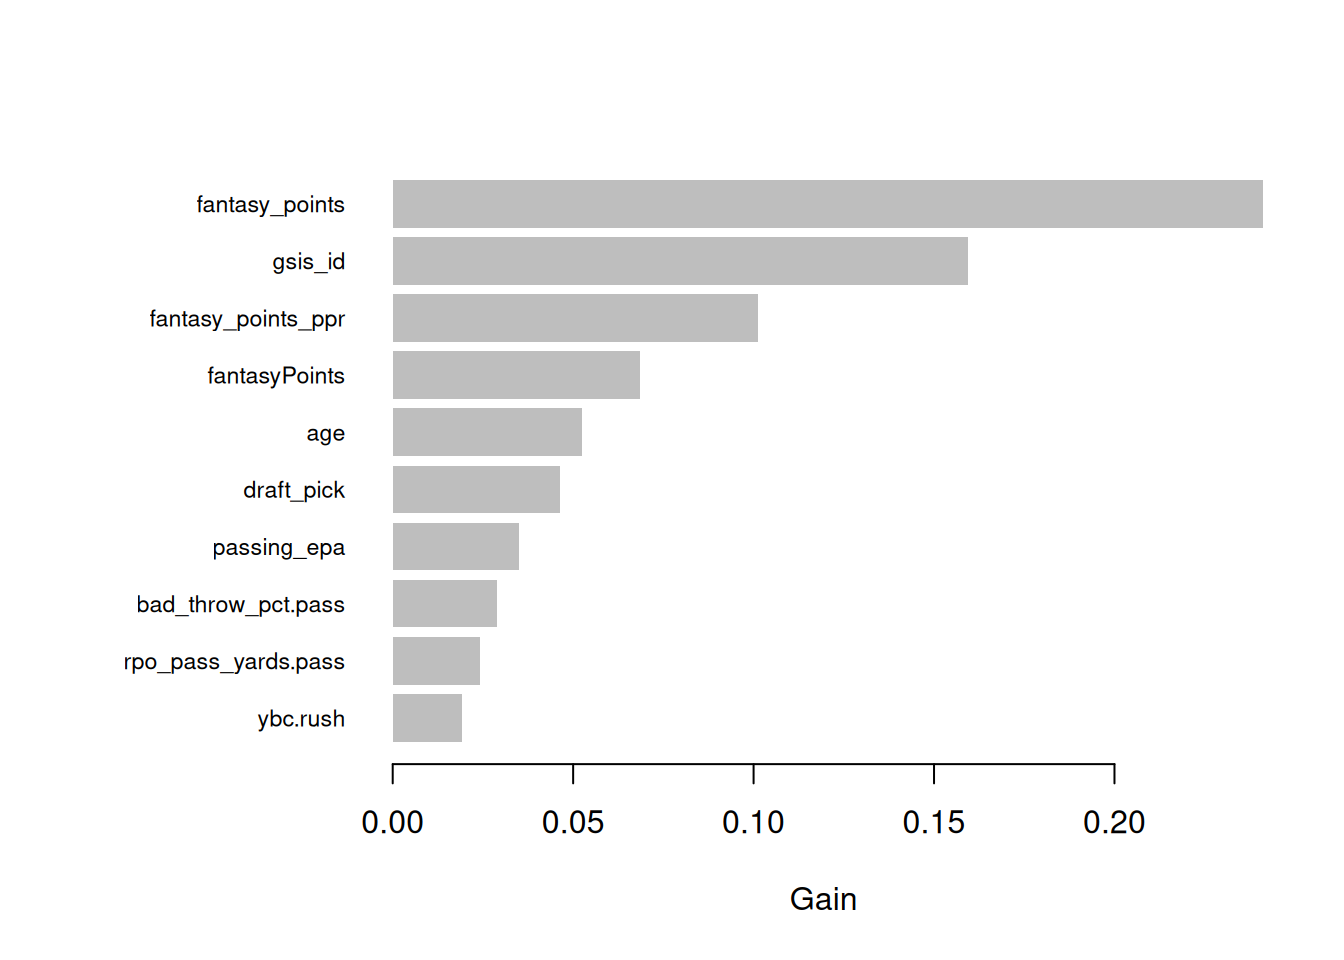 fantasy_points
gsis_id
fantasy_points_ppr
fantasyPoints
age
draft_pick
passing_epa
bad_throw_pct.pass
rpo_pass_yards.pass
ybc.rush
0.00 0.05 0.10 0.15 0.20
Gain